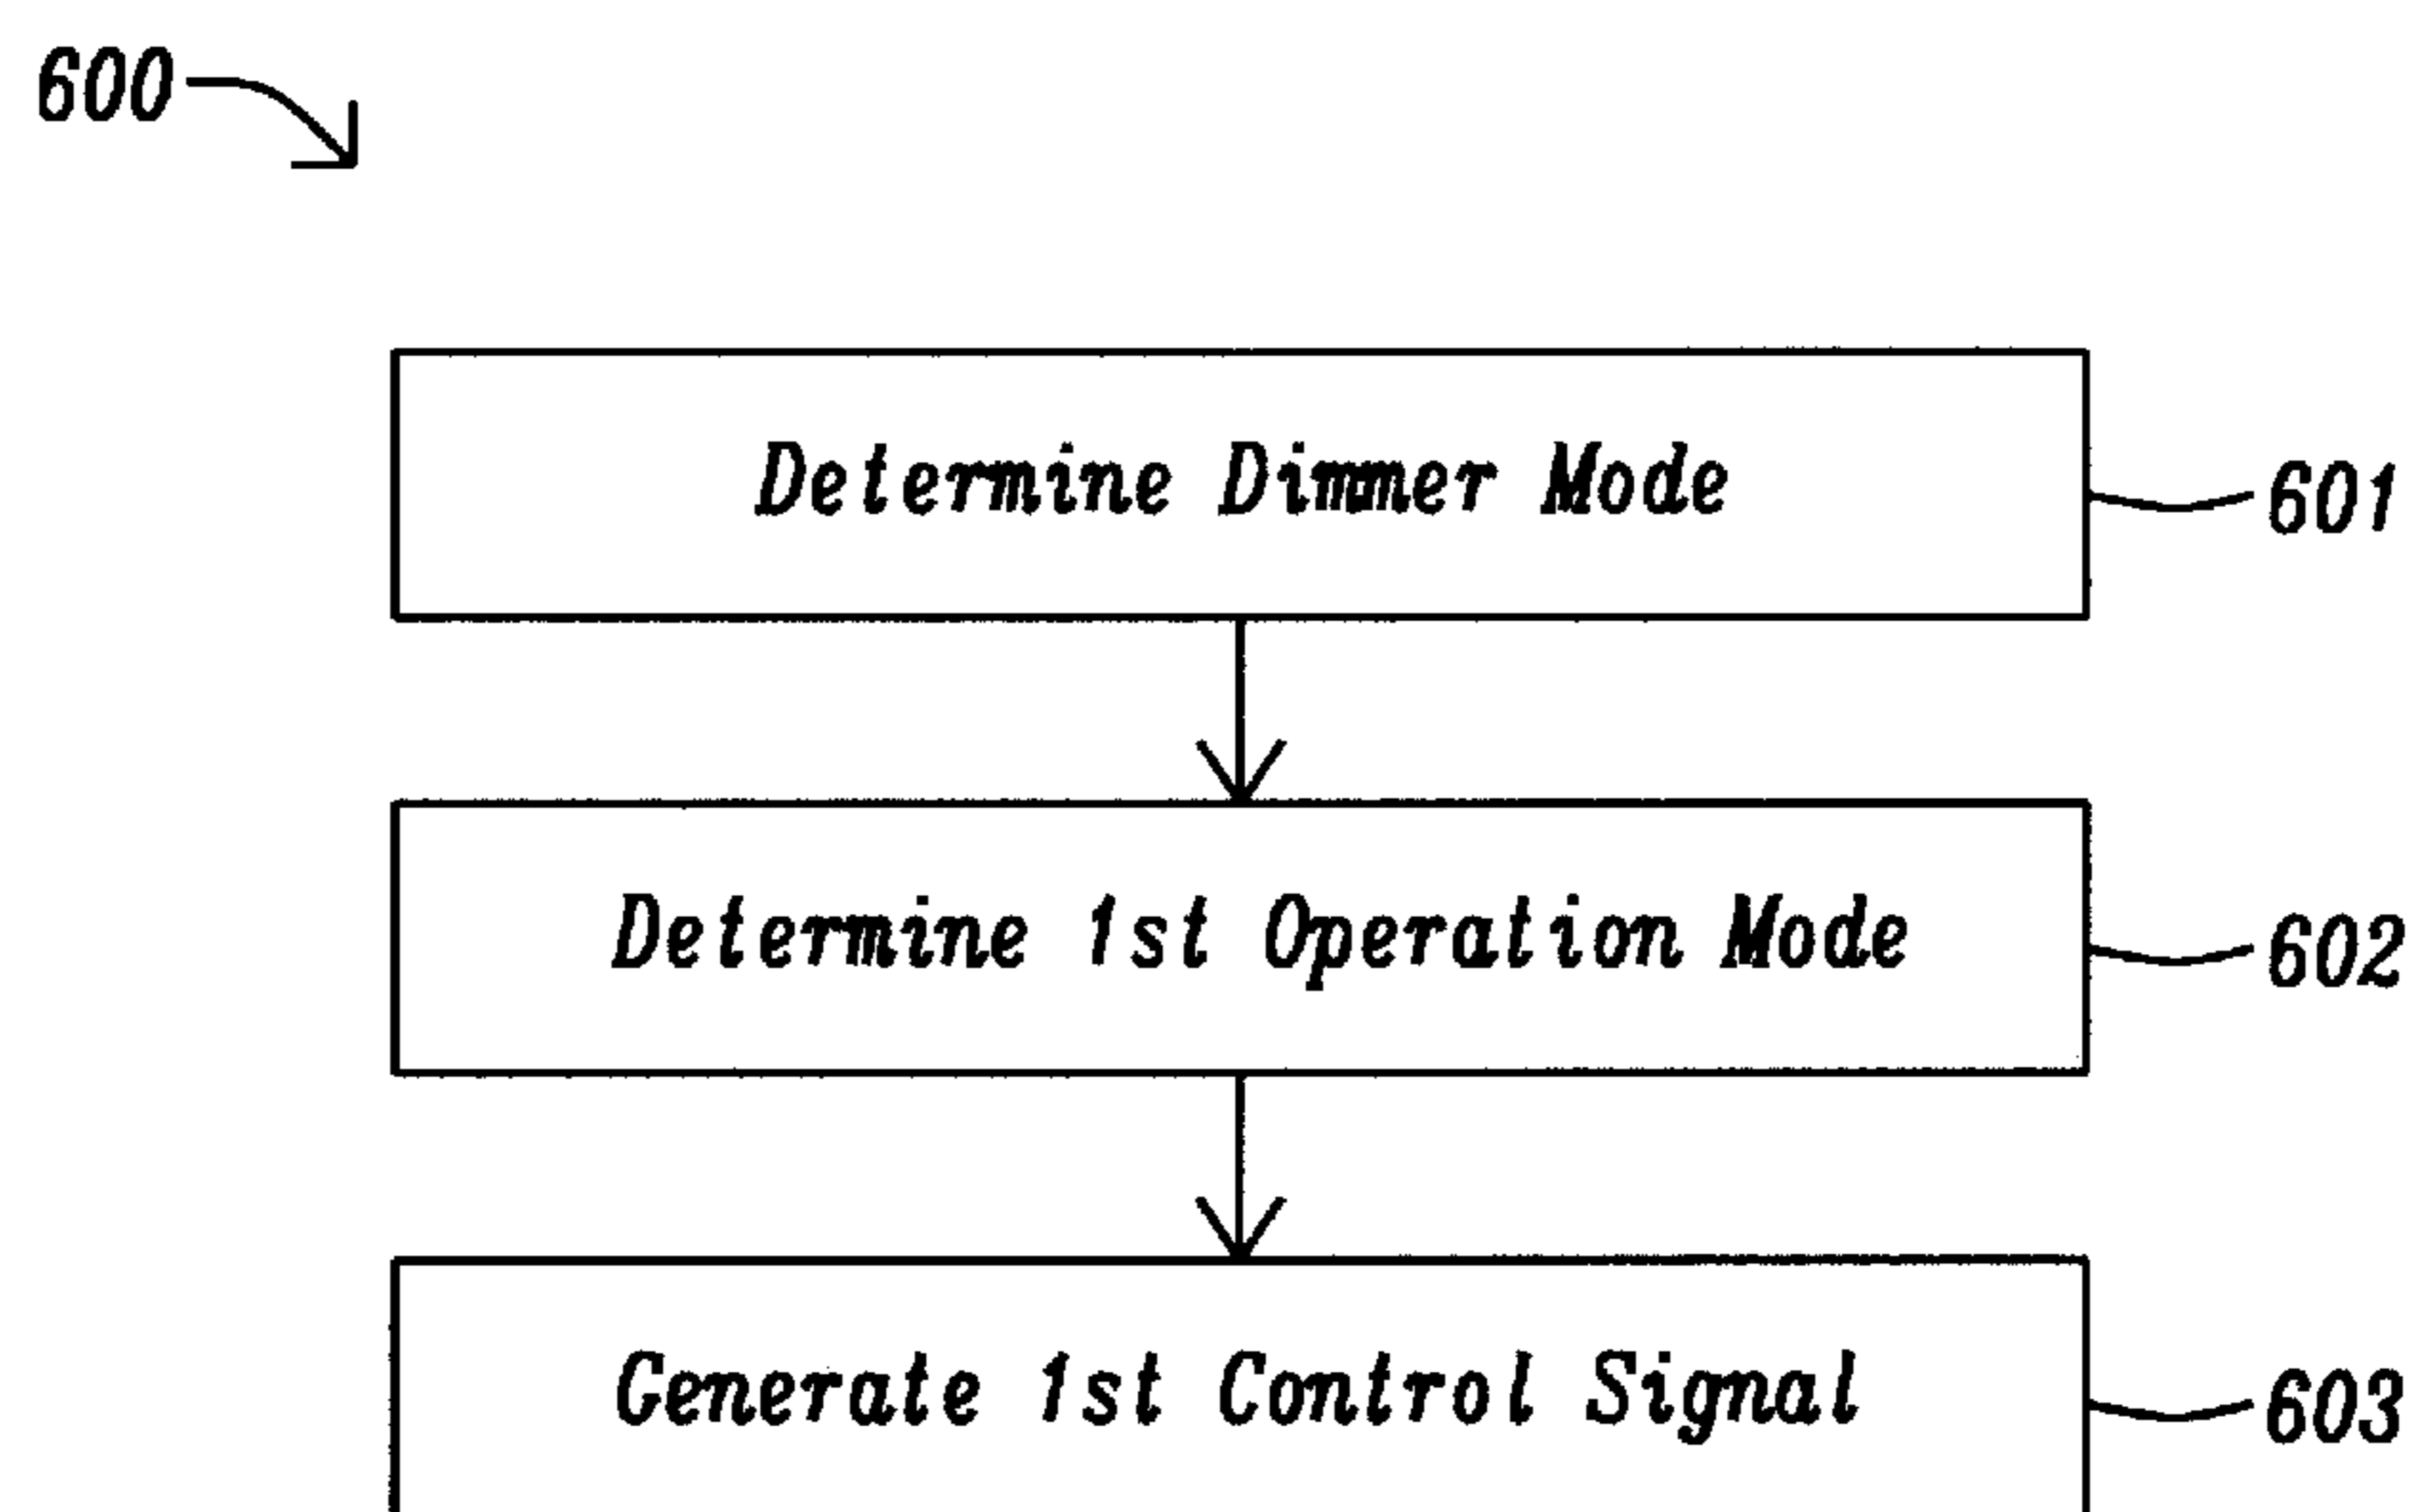 600
Determine Dimmer Mode
601
Determine 1st Operation Mode
602
Generate 1st Control Signal
603